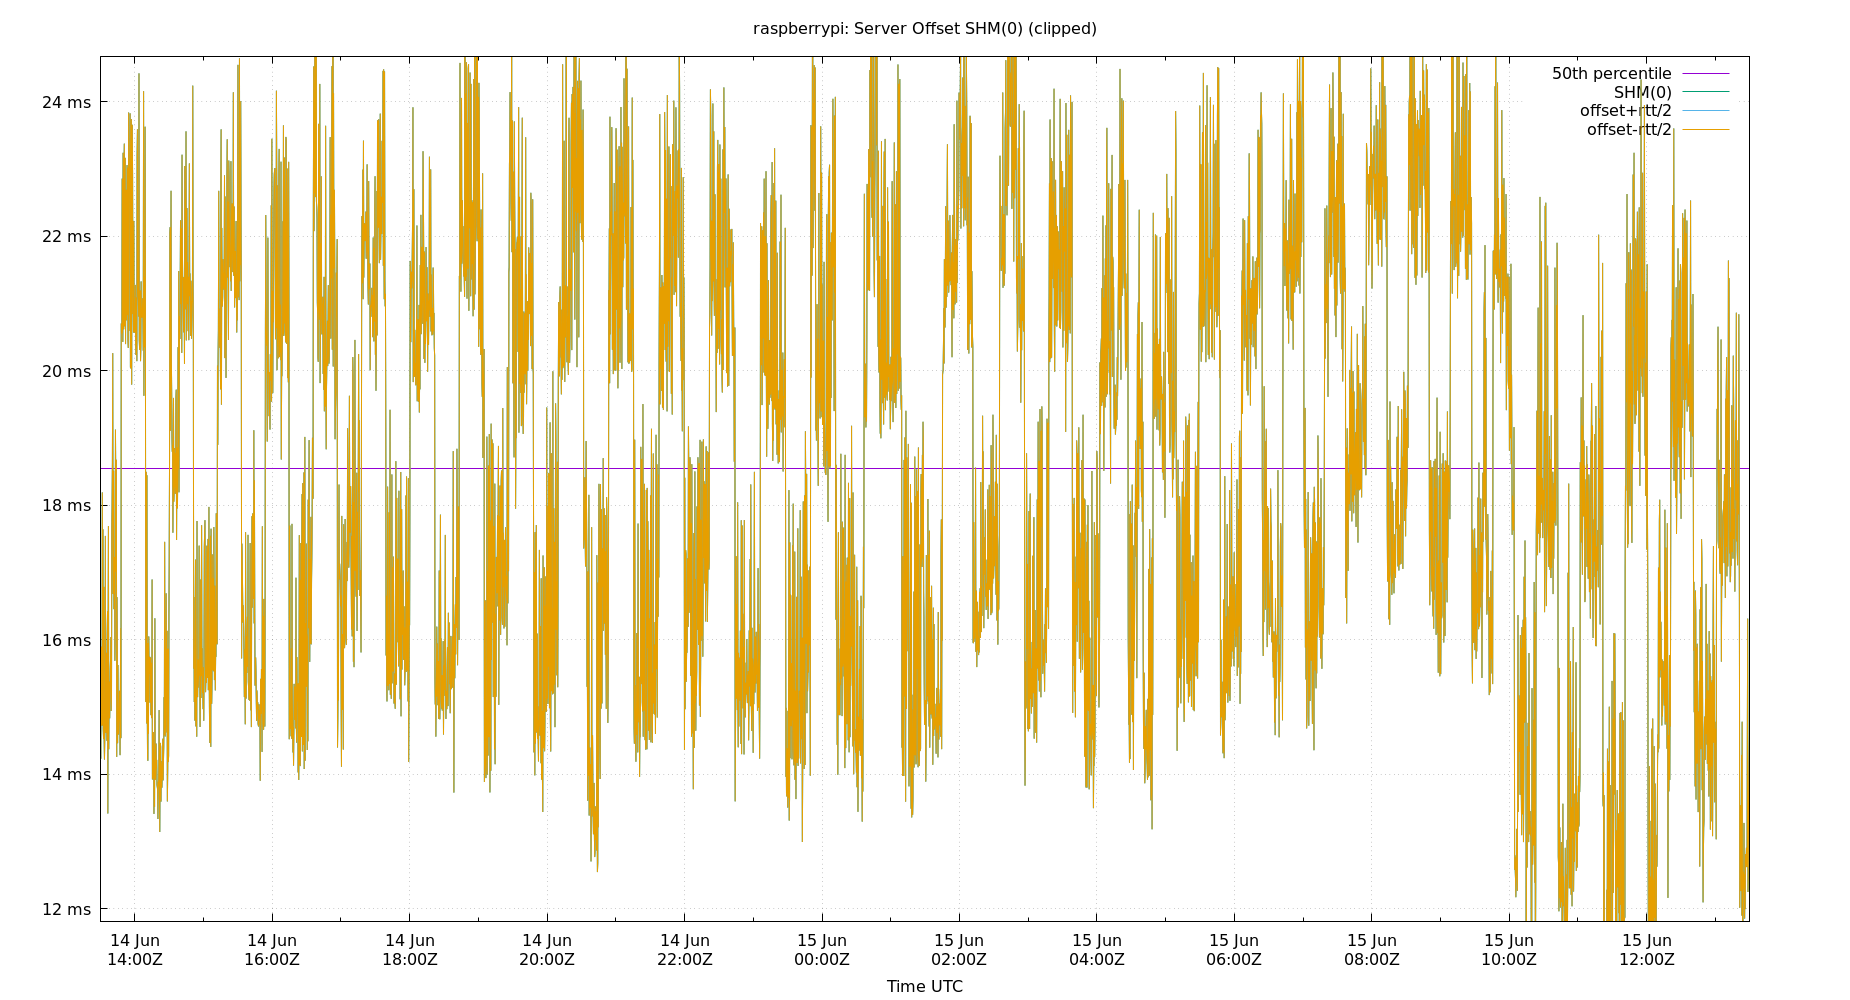 raspberrypi: Server Offset SHM(0) (clipped)
50th percentile
SHM(0)
offset+rtt/2
offset-rtt/2
24 ms
22 ms
20 ms
18 ms
16 ms
14 ms
12 ms
14 Jun 14 Jun 14 Jun 14 Jun 14 Jun 15 Jun 15 Jun 15 Jun 15 Jun 15 Jun 15 Jun 15 Jun
14:00Z 16:00Z 18:00Z 20:00Z 22:00Z 00:00Z 02:00Z 04:00Z 06:00Z 08:00Z 10:00Z 12:00Z
Time UTC